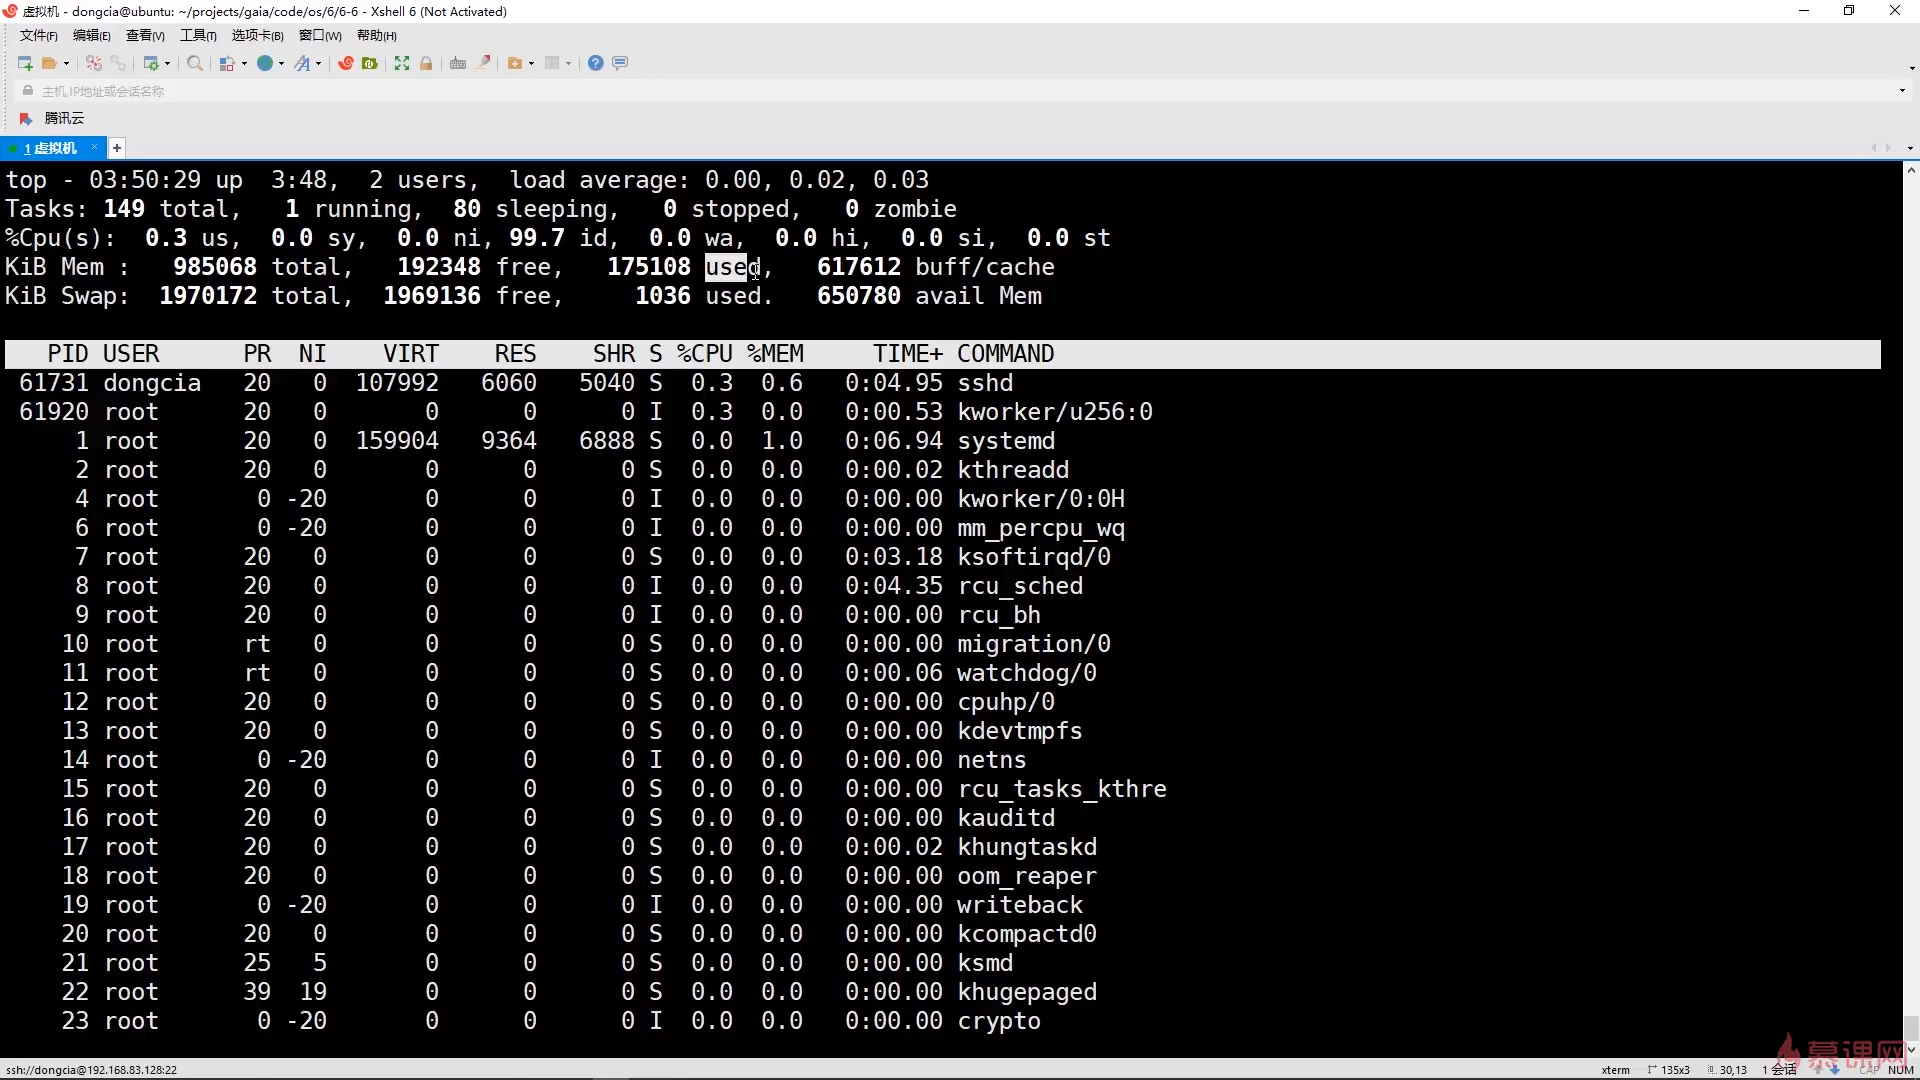 虚拟机 - dongcia@ubuntu: ~/projects/gaia/code/os/6/6-6 - Xshell 6 (Not Activated)
文件(F) 编辑(E) 查看(V) 工具(T) 选项卡(B) 窗口(W) 帮助(H)
主机,IP地址或会话名称
腾讯云
1 虚拟机 × +
top - 03:50:29 up  3:48,  2 users,  load average: 0.00, 0.02, 0.03
Tasks: 149 total,   1 running,  80 sleeping,   0 stopped,   0 zombie
%Cpu(s):  0.3 us,  0.0 sy,  0.0 ni, 99.7 id,  0.0 wa,  0.0 hi,  0.0 si,  0.0 st
KiB Mem :   985068 total,   192348 free,   175108 used,   617612 buff/cache
KiB Swap:  1970172 total,  1969136 free,     1036 used.   650780 avail Mem
PID USER      PR  NI    VIRT    RES    SHR S %CPU %MEM     TIME+ COMMAND
61731 dongcia   20   0  107992   6060   5040 S  0.3  0.6   0:04.95 sshd
61920 root      20   0       0      0      0 I  0.3  0.0   0:00.53 kworker/u256:0
1 root      20   0  159904   9364   6888 S  0.0  1.0   0:06.94 systemd
2 root      20   0       0      0      0 S  0.0  0.0   0:00.02 kthreadd
4 root       0 -20       0      0      0 I  0.0  0.0   0:00.00 kworker/0:0H
6 root       0 -20       0      0      0 I  0.0  0.0   0:00.00 mm_percpu_wq
7 root      20   0       0      0      0 S  0.0  0.0   0:03.18 ksoftirqd/0
8 root      20   0       0      0      0 I  0.0  0.0   0:04.35 rcu_sched
9 root      20   0       0      0      0 I  0.0  0.0   0:00.00 rcu_bh
10 root      rt   0       0      0      0 S  0.0  0.0   0:00.00 migration/0
11 root      rt   0       0      0      0 S  0.0  0.0   0:00.06 watchdog/0
12 root      20   0       0      0      0 S  0.0  0.0   0:00.00 cpuhp/0
13 root      20   0       0      0      0 S  0.0  0.0   0:00.00 kdevtmpfs
14 root       0 -20       0      0      0 I  0.0  0.0   0:00.00 netns
15 root      20   0       0      0      0 S  0.0  0.0   0:00.00 rcu_tasks_kthre
16 root      20   0       0      0      0 S  0.0  0.0   0:00.00 kauditd
17 root      20   0       0      0      0 S  0.0  0.0   0:00.02 khungtaskd
18 root      20   0       0      0      0 S  0.0  0.0   0:00.00 oom_reaper
19 root       0 -20       0      0      0 I  0.0  0.0   0:00.00 writeback
20 root      20   0       0      0      0 S  0.0  0.0   0:00.00 kcompactd0
21 root      25   5       0      0      0 S  0.0  0.0   0:00.00 ksmd
22 root      39  19       0      0      0 S  0.0  0.0   0:00.00 khugepaged
23 root       0 -20       0      0      0 I  0.0  0.0   0:00.00 crypto
慕课网
ssh://dongcia@192.168.83.128:22 xterm 135x3 30,13 1 会话 CAP NUM